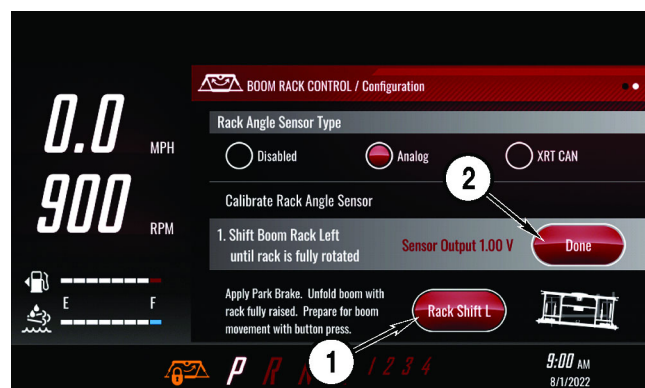 BOOM RACK CONTROL / Configuration
0.0 MPH
Rack Angle Sensor Type
Disabled
Analog
XRT CAN
2
900 RPM
Calibrate Rack Angle Sensor
1. Shift Boom Rack Left
until rack is fully rotated
Sensor Output 1.00 V
Done
E F
Apply Park Brake. Unfold boom with
rack fully raised. Prepare for boom
movement with button press.
Rack Shift L
1
P R N 1 2 3 4
9:00 AM
8/1/2022